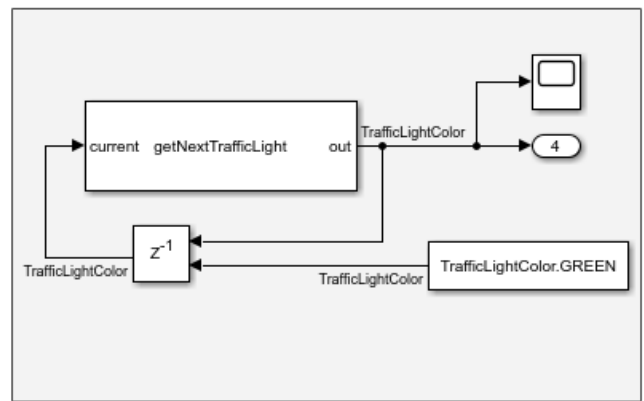 TrafficLightColor
current getNextTrafficLight out
4
z-1
TrafficLightColor
TrafficLightColor
TrafficLightColor.GREEN